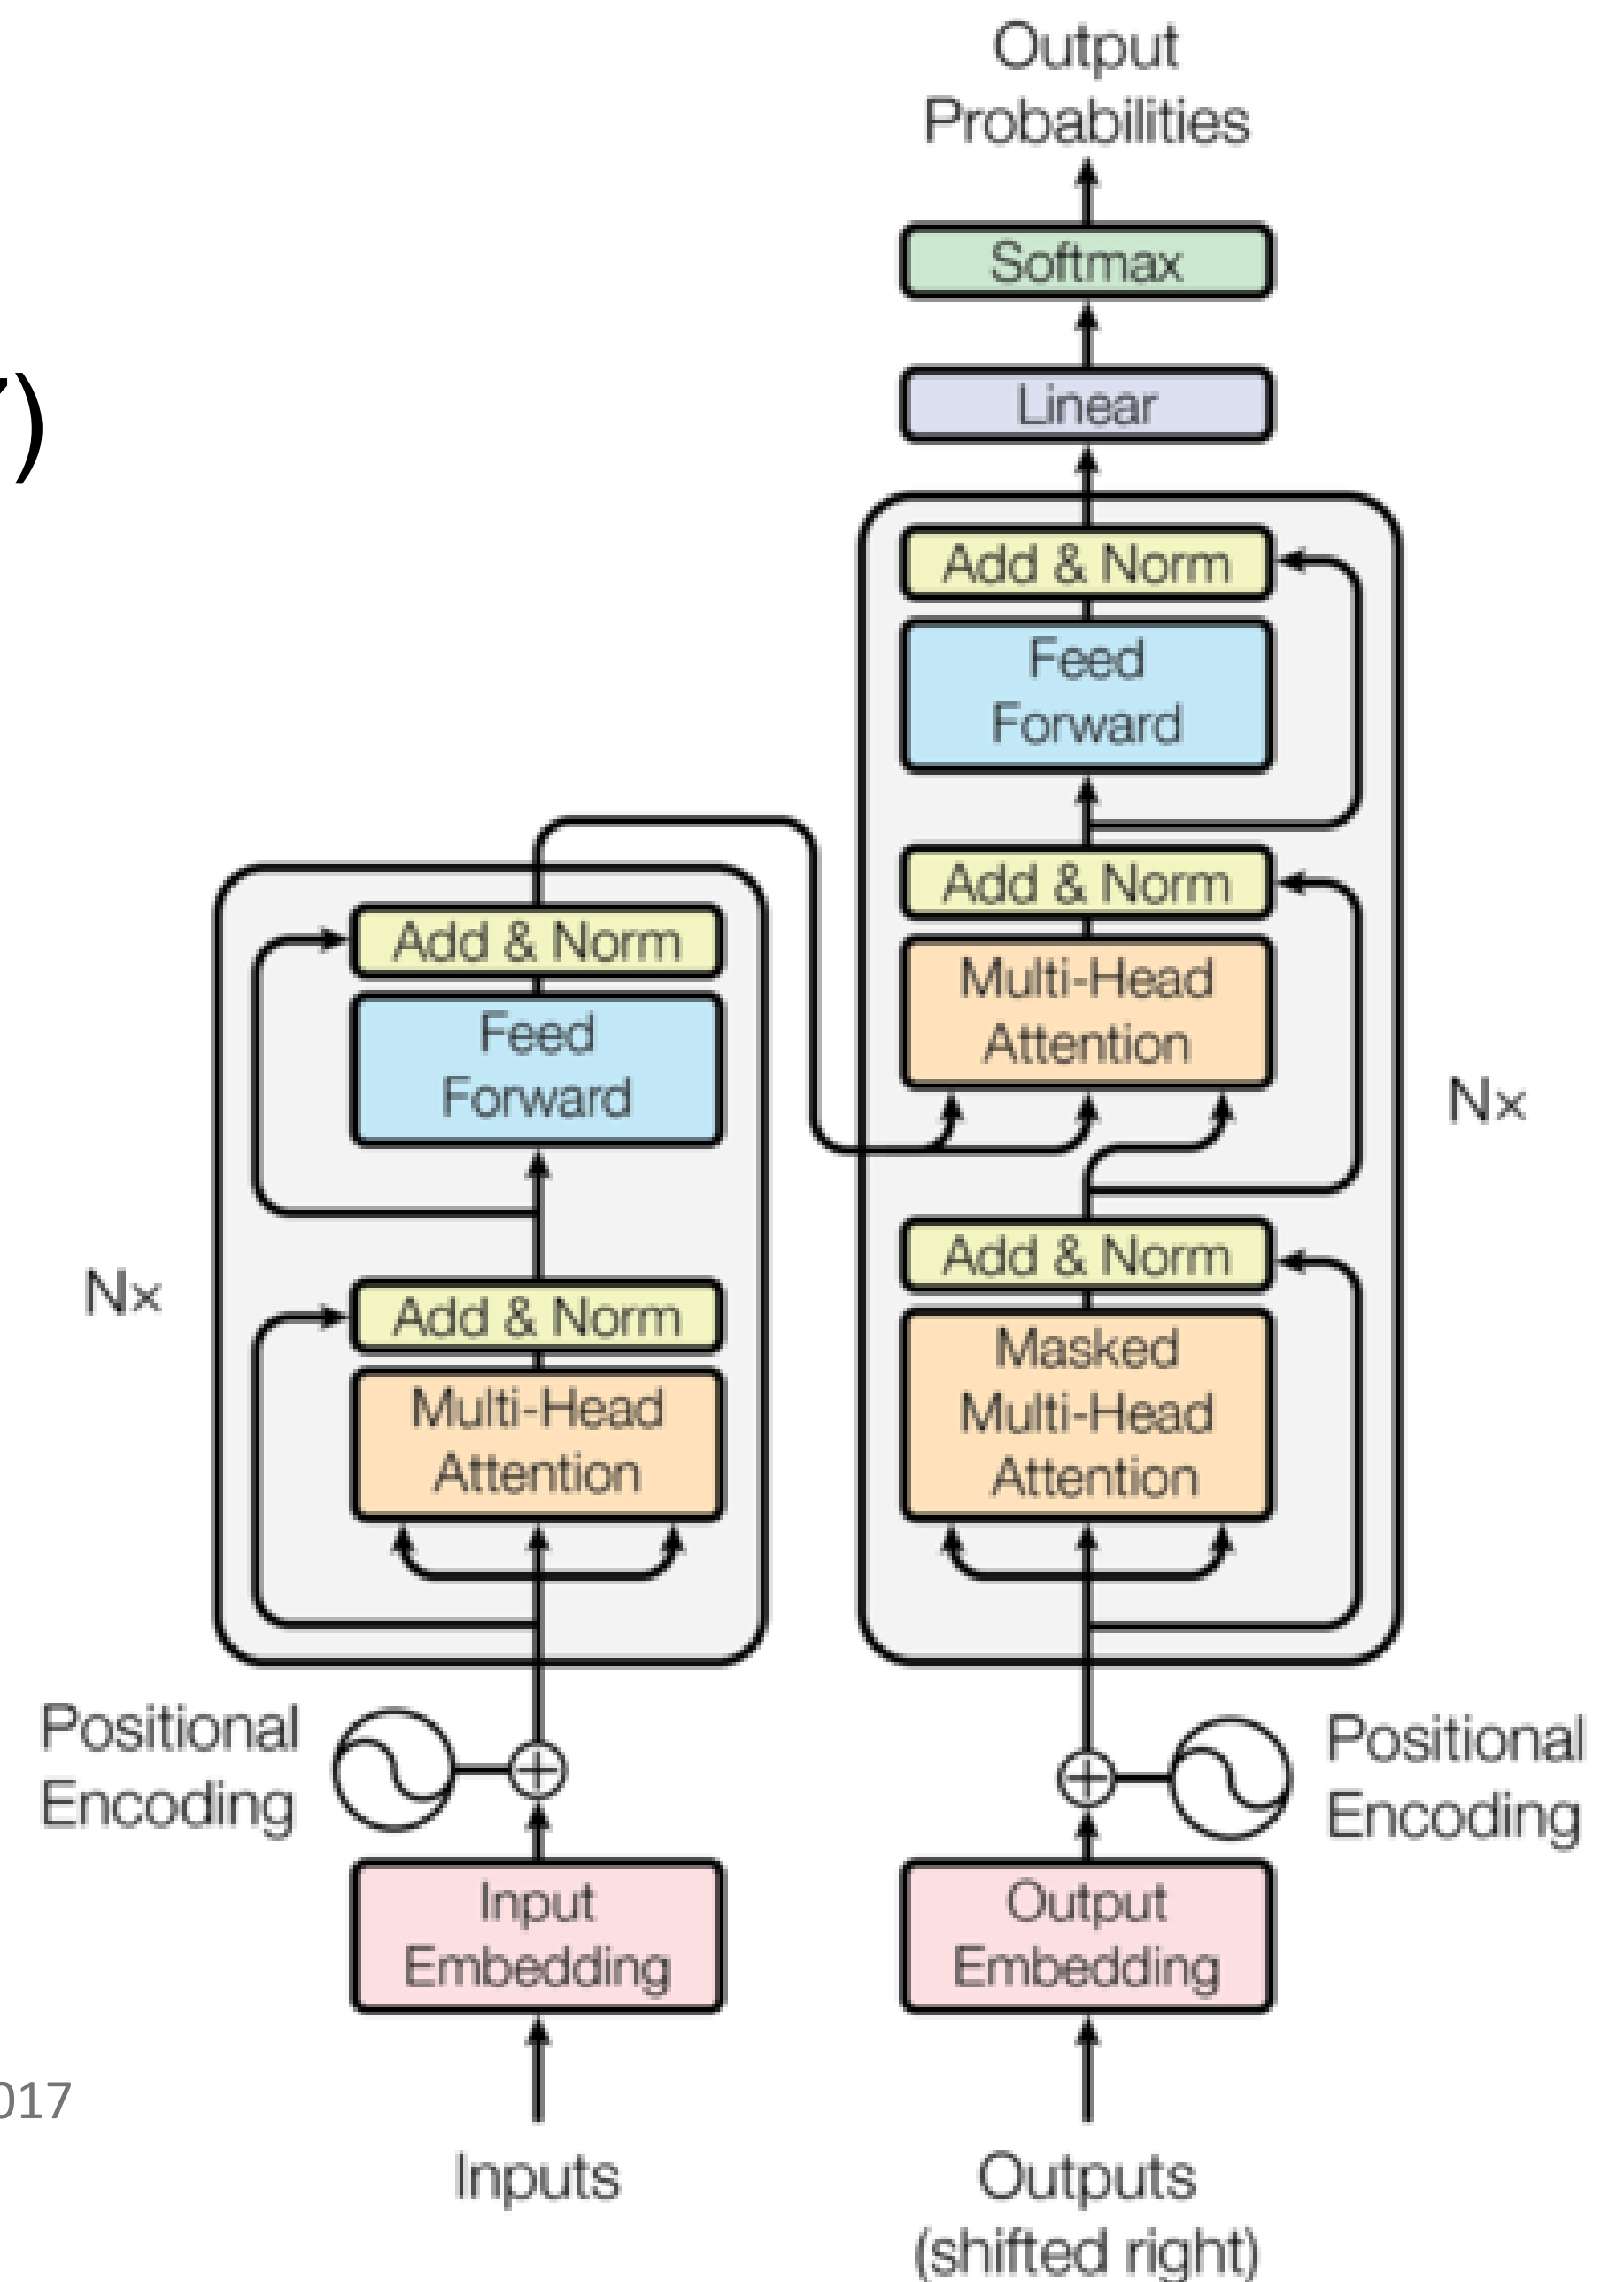 Output
Probabilities
Softmax
Linear
7)
Add & Norm
Feed
Forward
Add & Norm
Multi-Head
Attention
Nx
Add & Norm
Masked
Multi-Head
Attention
Add & Norm
Feed
Forward
Nx
Add & Norm
Multi-Head
Attention
Positional
Encoding
Positional
Encoding
Input
Embedding
Output
Embedding
017
Inputs
Outputs
(shifted right)